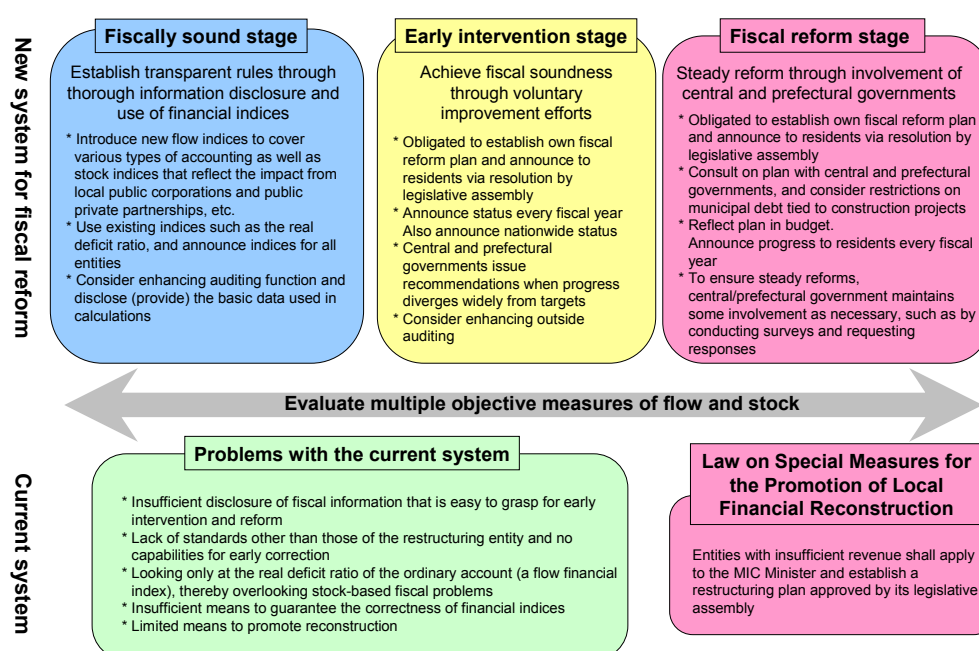 New system for fiscal reform
Fiscally sound stage
Establish transparent rules through
thorough information disclosure and
use of financial indices
* Introduce new flow indices to cover
various types of accounting as well as
stock indices that reflect the impact from
local public corporations and public
private partnerships, etc.
* Use existing indices such as the real
deficit ratio, and announce indices for all
entities
* Consider enhancing auditing function and
disclose (provide) the basic data used in
calculations
Early intervention stage
Achieve fiscal soundness
through voluntary
improvement efforts
* Obligated to establish own fiscal
reform plan and announce to
residents via resolution by
legislative assembly
* Announce status every fiscal year
Also announce nationwide status
* Central and prefectural
governments issue
recommendations when progress
diverges widely from targets
* Consider enhancing outside
auditing
Fiscal reform stage
Steady reform through involvement of
central and prefectural governments
* Obligated to establish own fiscal reform plan
and announce to residents via resolution by
legislative assembly
* Consult on plan with central and prefectural
governments, and consider restrictions on
municipal debt tied to construction projects
* Reflect plan in budget.
Announce progress to residents every fiscal
year
* To ensure steady reforms,
central/prefectural government maintains
some involvement as necessary, such as by
conducting surveys and requesting
responses
Evaluate multiple objective measures of flow and stock
Current system
Problems with the current system
* Insufficient disclosure of fiscal information that is easy to grasp for early
intervention and reform
* Lack of standards other than those of the restructuring entity and no
capabilities for early correction
* Looking only at the real deficit ratio of the ordinary account (a flow financial
index), thereby overlooking stock-based fiscal problems
* Insufficient means to guarantee the correctness of financial indices
* Limited means to promote reconstruction
Law on Special Measures for
the Promotion of Local
Financial Reconstruction
Entities with insufficient revenue shall apply
to the MIC Minister and establish a
restructuring plan approved by its legislative
assembly